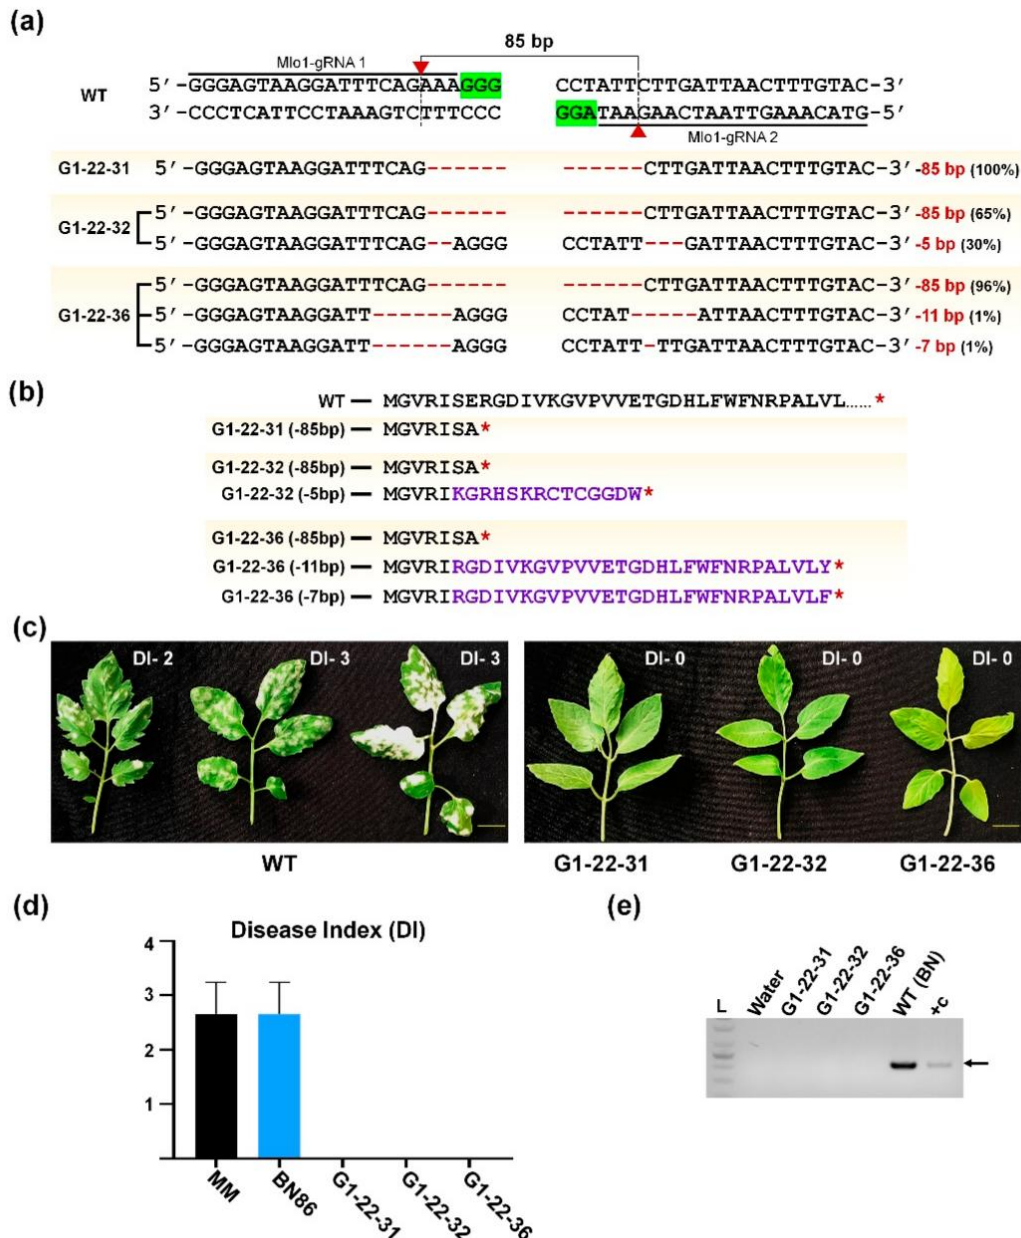 (a)
85 bp
Mlo1-gRNA 1
WT
5′-GGGAGTAAGGATTTCAGAAAGGG CCTATTCTTGATTAACTTTGTAC-3′
3′-CCCTCATTCCTAAAGTCTTTCCC GGATAAGAACTAATTGAAACATG-5′
Mlo1-gRNA 2
G1-22-31 5′-GGGAGTAAGGATTTCAG------ ------CTTGATTAACTTTGTAC-3′ -85 bp (100%)
G1-22-32
5′-GGGAGTAAGGATTTCAG------ ------CTTGATTAACTTTGTAC-3′ -85 bp (65%)
5′-GGGAGTAAGGATTTCAG--AGGG CCTATT---GATTAACTTTGTAC-3′ -5 bp (30%)
G1-22-36
5′-GGGAGTAAGGATTTCAG------ ------CTTGATTAACTTTGTAC-3′ -85 bp (96%)
5′-GGGAGTAAGGATT------AGGG CCTAT-----ATTAACTTTGTAC-3′ -11 bp (1%)
5′-GGGAGTAAGGATT------AGGG CCTATT-TTGATTAACTTTGTAC-3′ -7 bp (1%)
(b)
WT — MGVRISERGDIVKGVPVVETGDHLFWFNRPALVL...... *
G1-22-31 (-85bp) — MGVRISA*
G1-22-32 (-85bp) — MGVRISA*
G1-22-32 (-5bp) — MGVRIKGRHSKRCTCGGDW*
G1-22-36 (-85bp) — MGVRISA*
G1-22-36 (-11bp) — MGVRIRGDIVKGVPVVETGDHLFWFNRPALVLY*
G1-22-36 (-7bp) — MGVRIRGDIVKGVPVVETGDHLFWFNRPALVLF*
(c)
DI- 2 DI- 3 DI- 3 DI- 0 DI- 0 DI- 0
WT G1-22-31 G1-22-32 G1-22-36
(d)
Disease Index (DI)
4
3
2
1
MM BN86 G1-22-31 G1-22-32 G1-22-36
(e)
L Water G1-22-31 G1-22-32 G1-22-36 WT (BN) +c